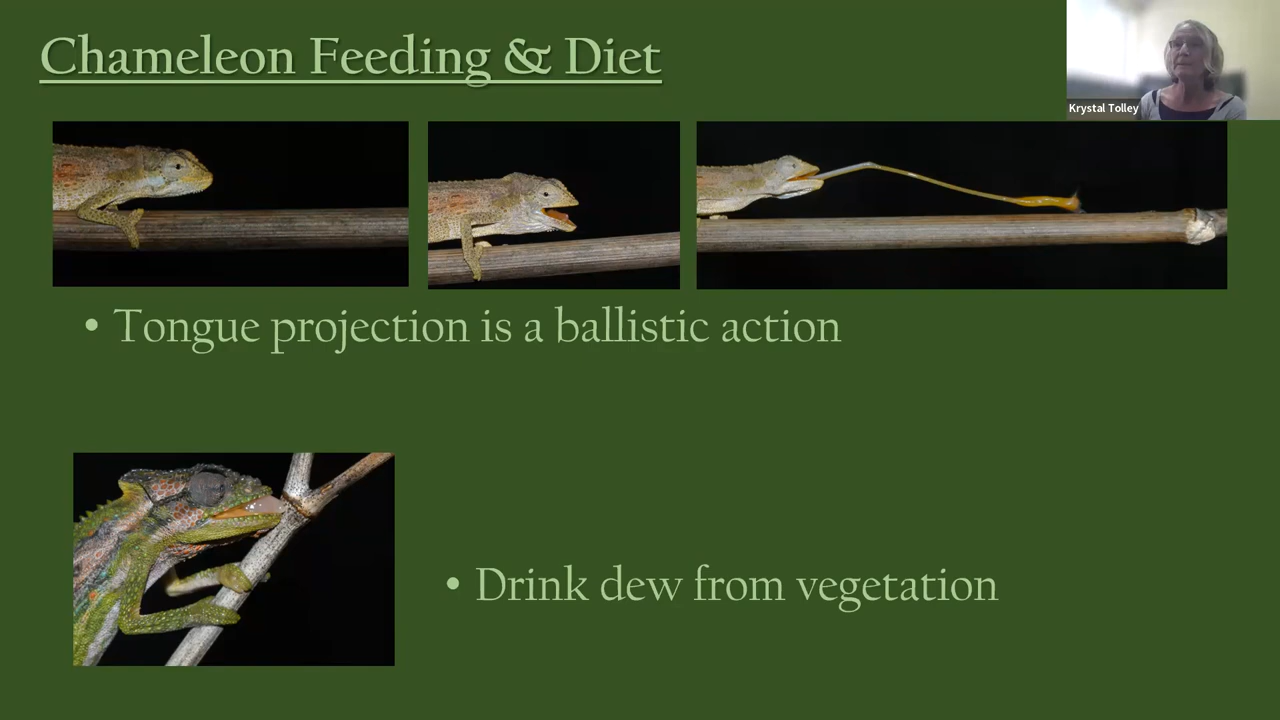 Chameleon Feeding & Diet
Krystal Tolley
• Tongue projection is a ballistic action
• Drink dew from vegetation